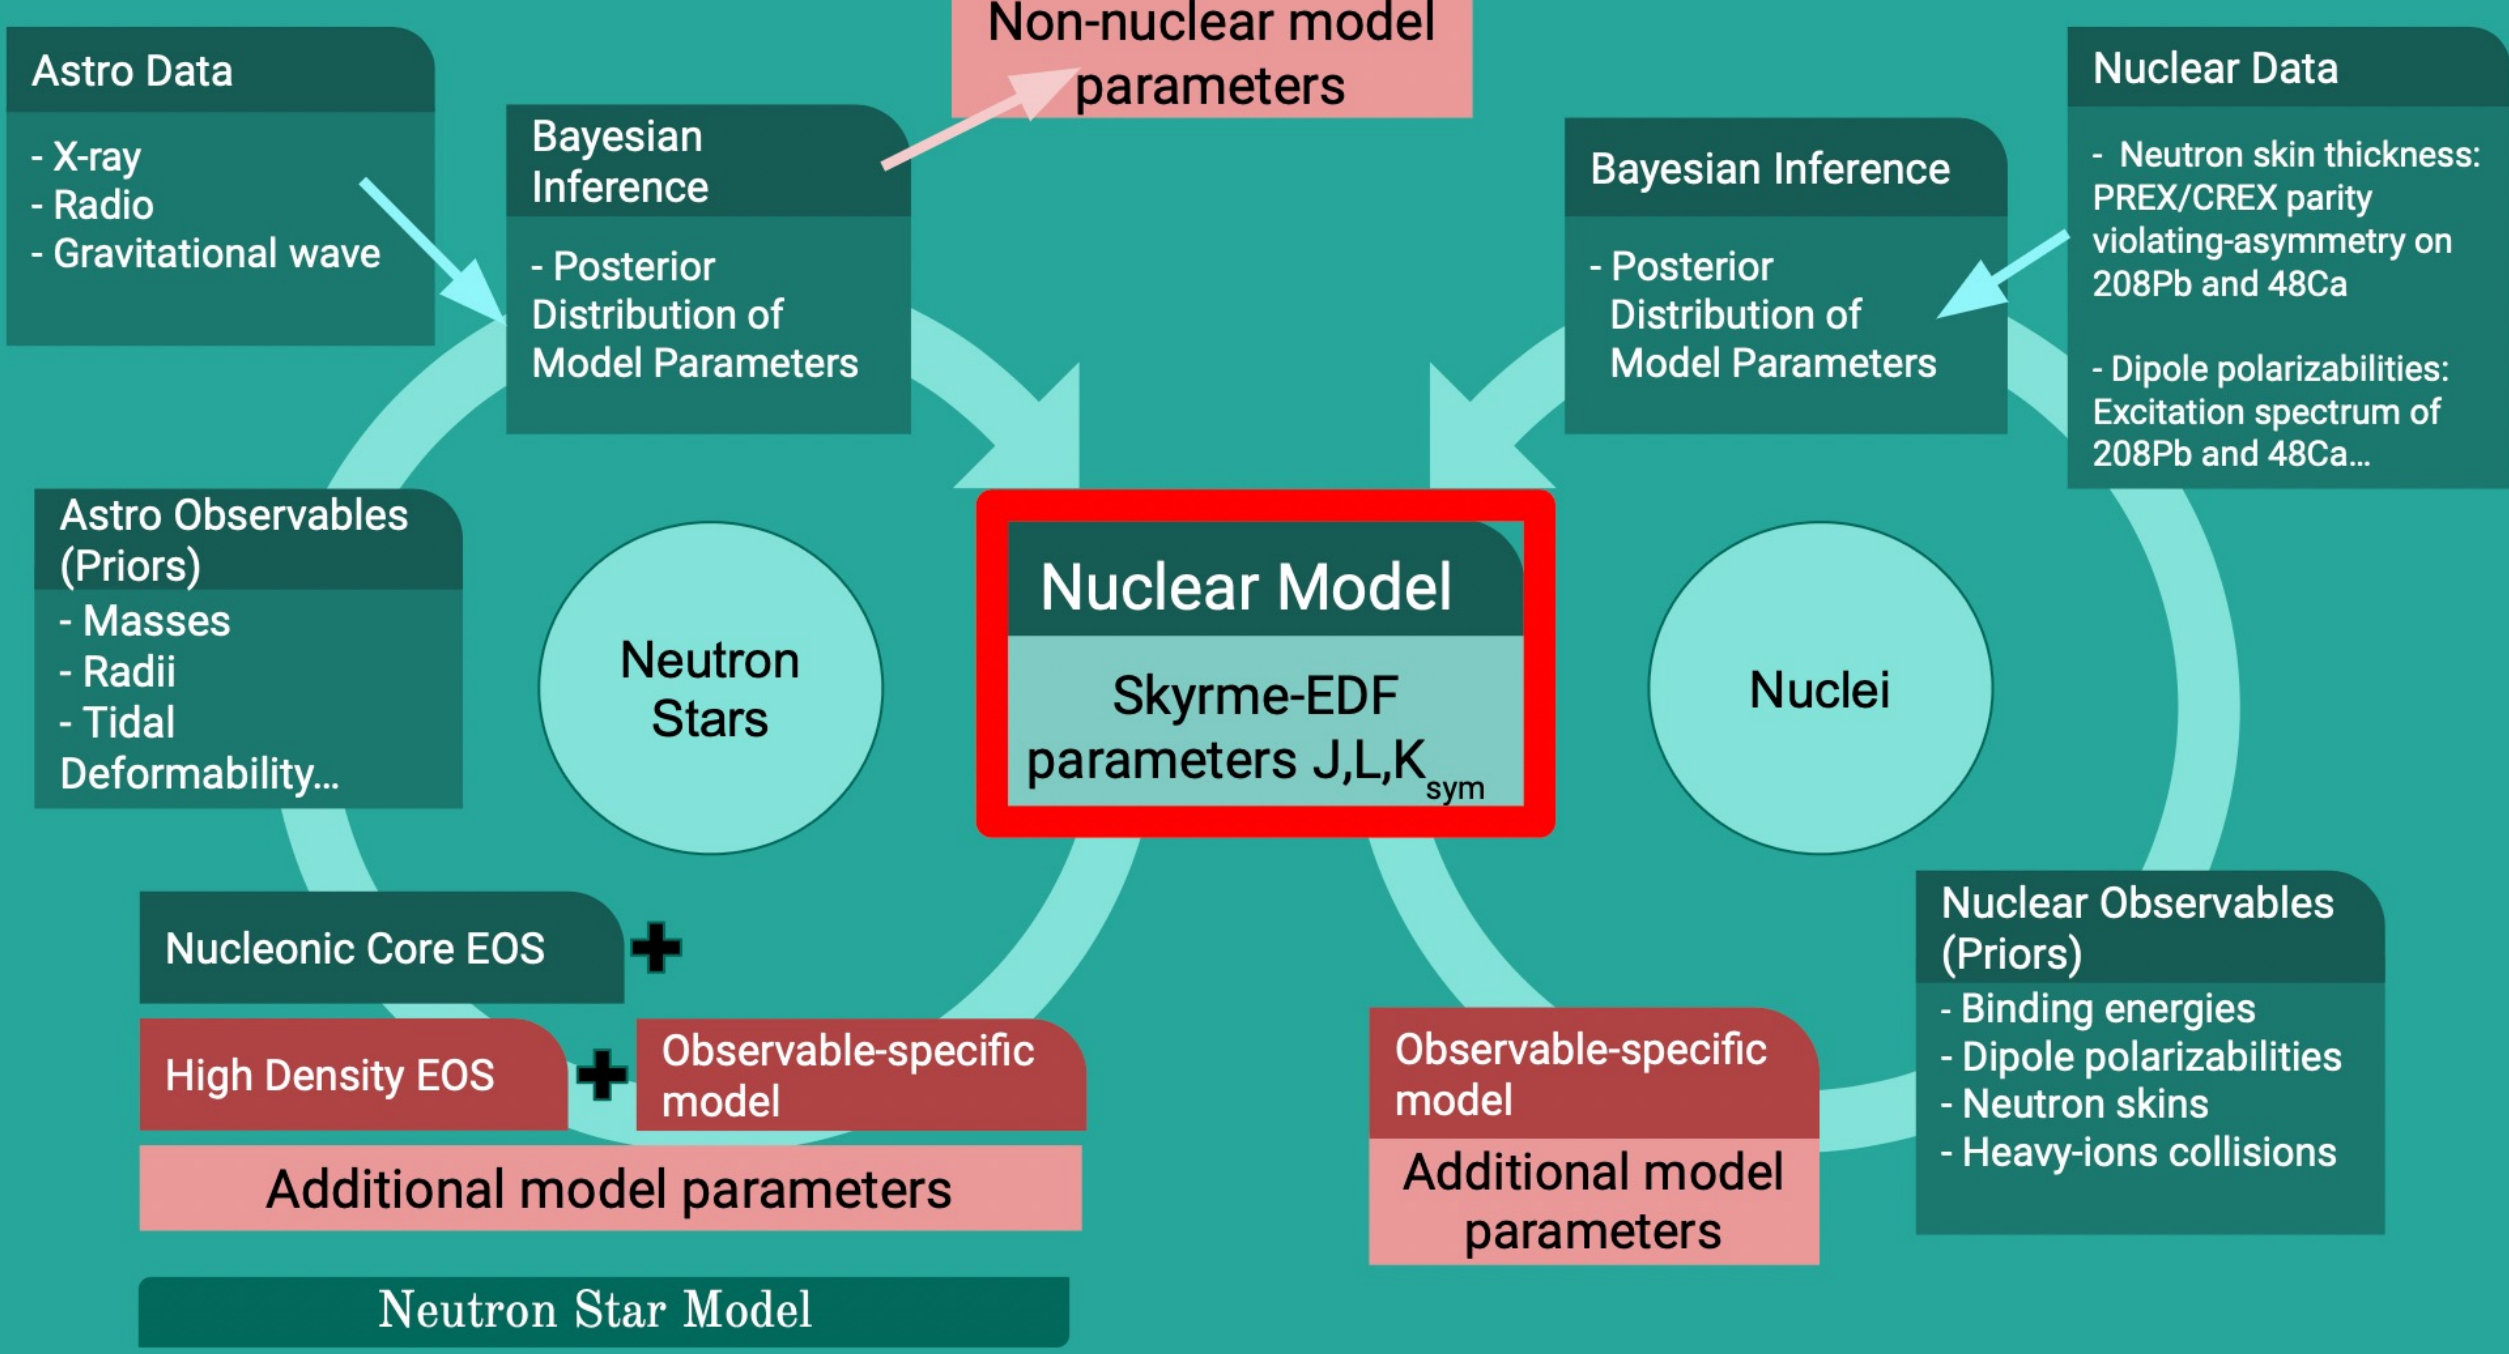 Non-nuclear model
parameters
Astro Data
- X-ray
- Radio
- Gravitational wave
Bayesian
Inference
- Posterior
Distribution of
Model Parameters
Bayesian Inference
- Posterior
Distribution of
Model Parameters
Nuclear Data
- Neutron skin thickness:
PREX/CREX parity
violating-asymmetry on
208Pb and 48Ca
- Dipole polarizabilities:
Excitation spectrum of
208Pb and 48Ca...
Astro Observables
(Priors)
- Masses
- Radii
- Tidal
Deformability...
Neutron
Stars
Nuclear Model
Skyrme-EDF
parameters J,L,K_sym
Nuclei
Nucleonic Core EOS
High Density EOS
Observable-specific
model
Additional model parameters
Neutron Star Model
Observable-specific
model
Additional model
parameters
Nuclear Observables
(Priors)
- Binding energies
- Dipole polarizabilities
- Neutron skins
- Heavy-ions collisions